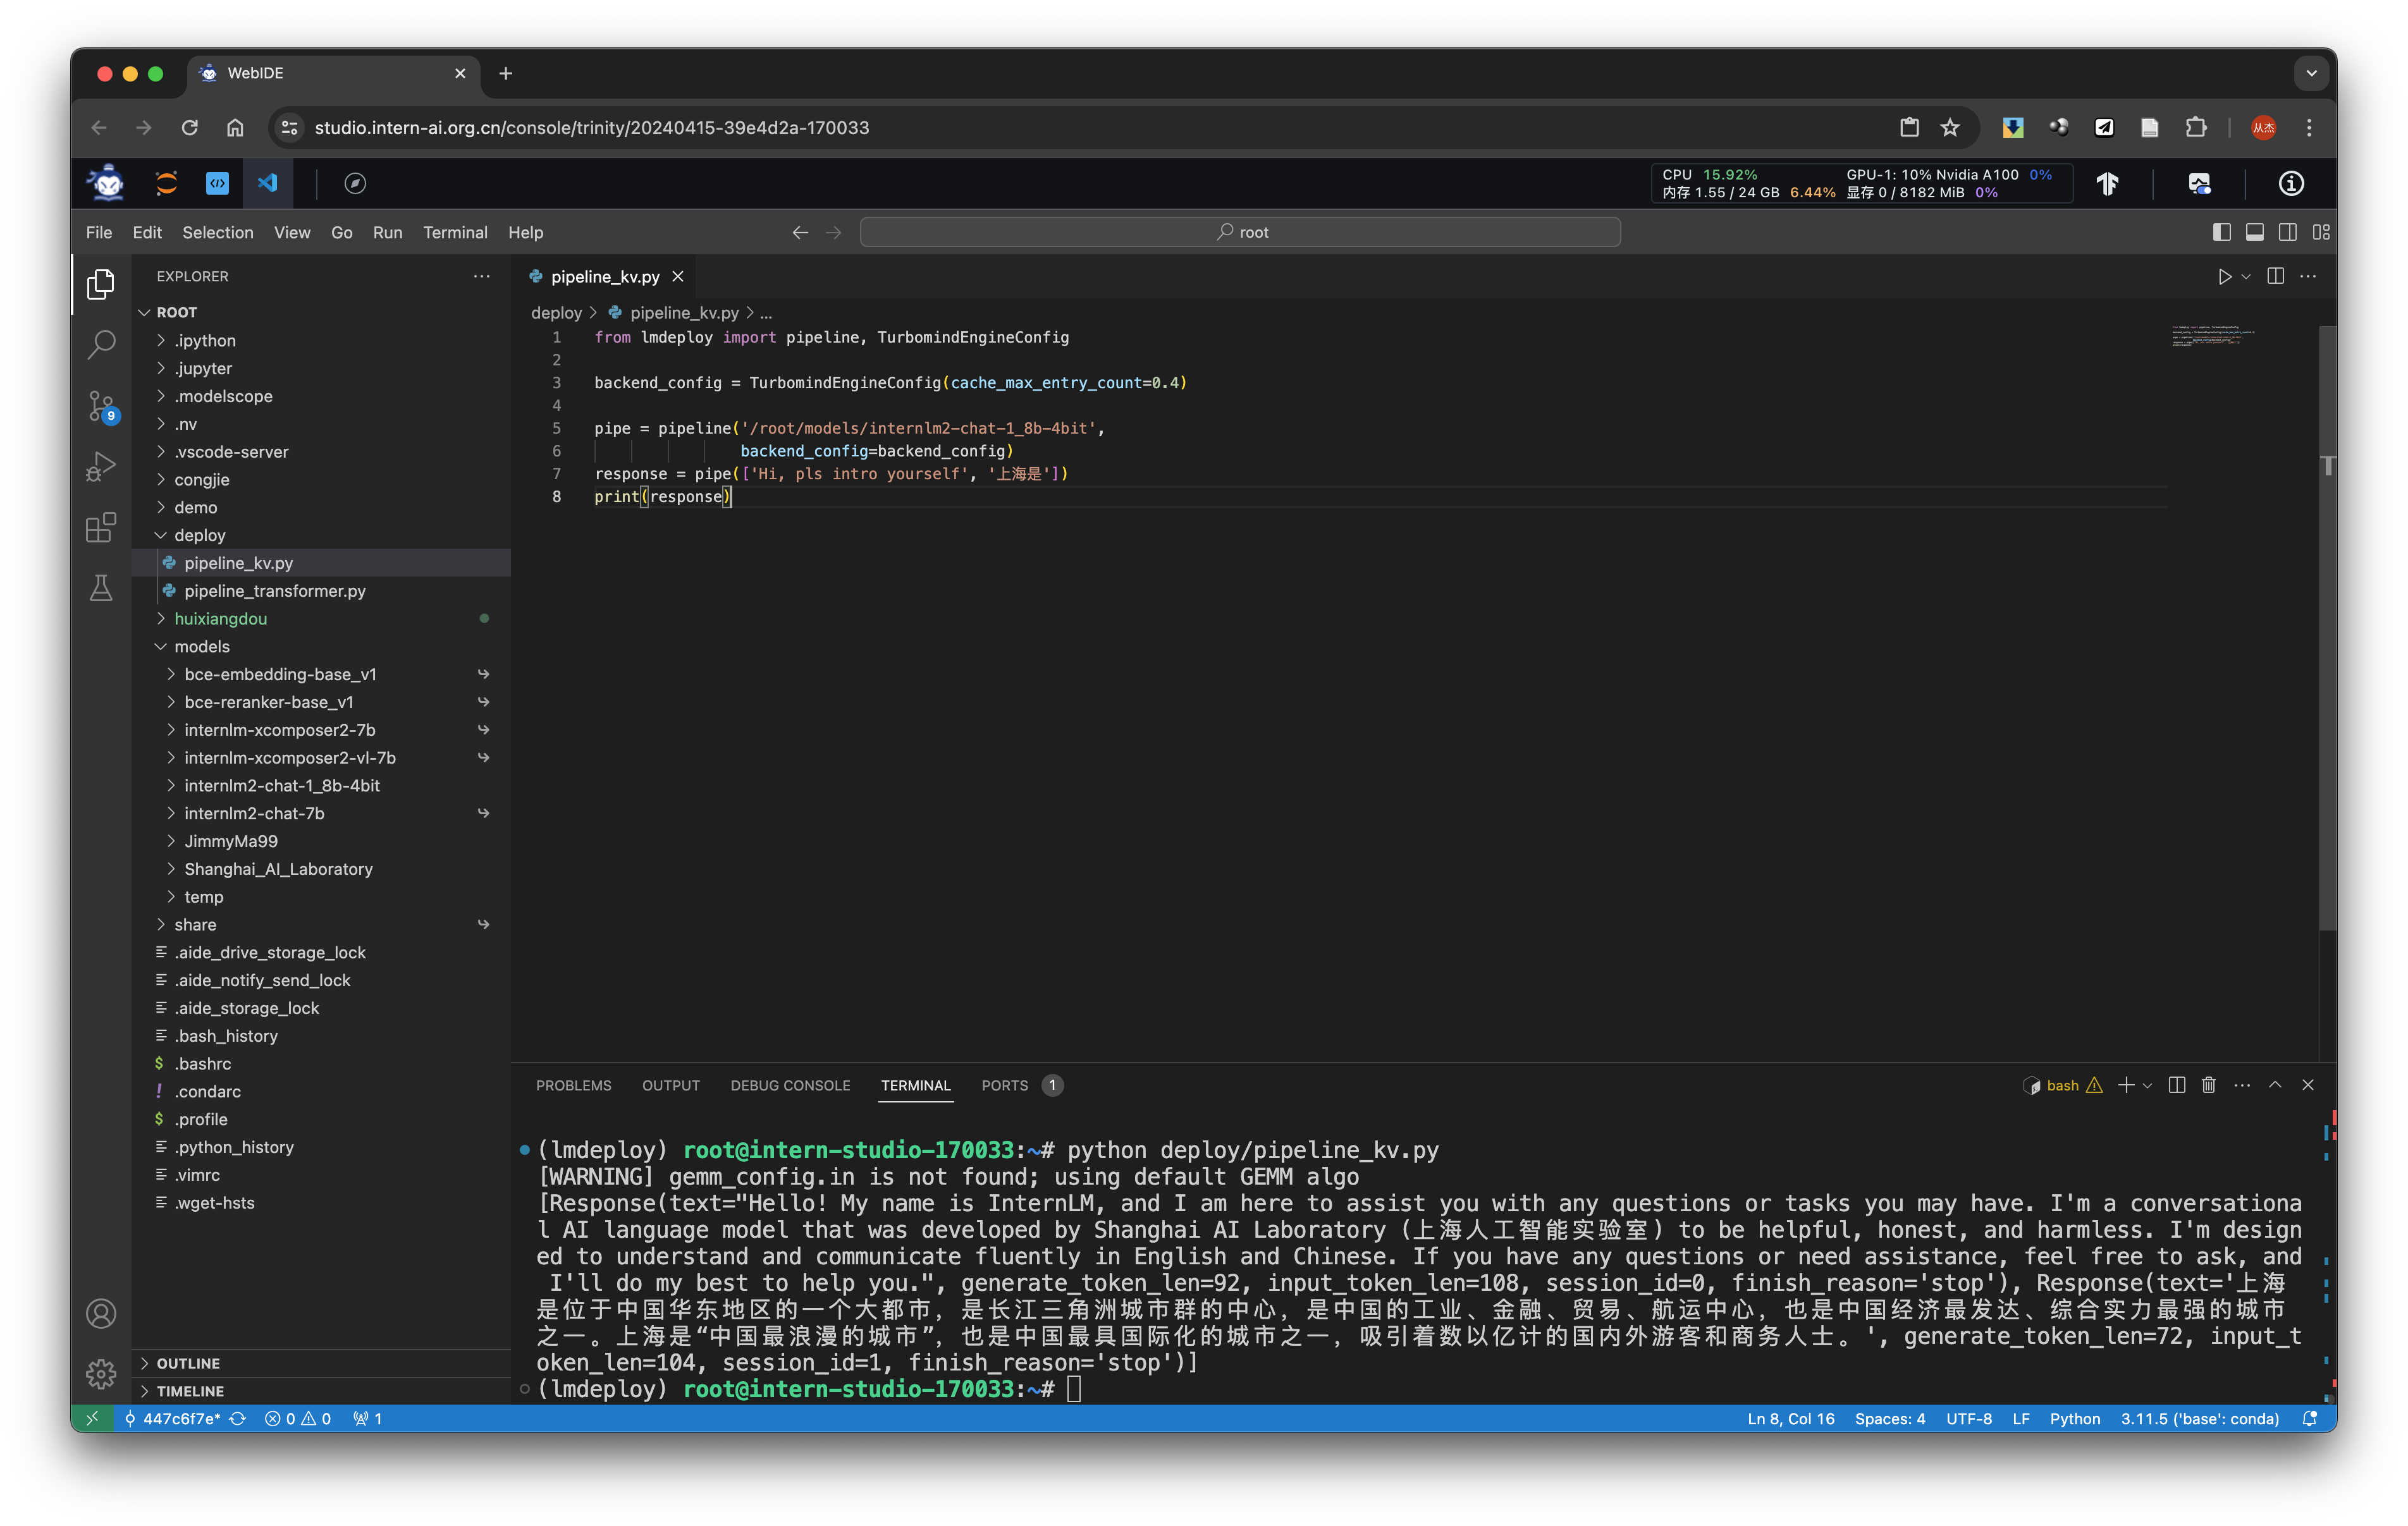 WebIDE
studio.intern-ai.org.cn/console/trinity/20240415-39e4d2a-170033
从杰
CPU 15.92% GPU-1: 10% Nvidia A100 0%
内存 1.55 / 24 GB 6.44% 显存 0 / 8182 MiB 0%
File Edit Selection View Go Run Terminal Help
root
EXPLORER
ROOT
.ipython
.jupyter
.modelscope
.nv
.vscode-server
congjie
demo
deploy
pipeline_kv.py
pipeline_transformer.py
huixiangdou
models
bce-embedding-base_v1
bce-reranker-base_v1
internlm-xcomposer2-7b
internlm-xcomposer2-vl-7b
internlm2-chat-1_8b-4bit
internlm2-chat-7b
JimmyMa99
Shanghai_AI_Laboratory
temp
share
.aide_drive_storage_lock
.aide_notify_send_lock
.aide_storage_lock
.bash_history
.bashrc
.condarc
.profile
.python_history
.vimrc
.wget-hsts
OUTLINE
TIMELINE
9
pipeline_kv.py
deploy > pipeline_kv.py > ...
1 from lmdeploy import pipeline, TurbomindEngineConfig
2
3 backend_config = TurbomindEngineConfig(cache_max_entry_count=0.4)
4
5 pipe = pipeline('/root/models/internlm2-chat-1_8b-4bit',
6 backend_config=backend_config)
7 response = pipe(['Hi, pls intro yourself', '上海是'])
8 print(response)
PROBLEMS OUTPUT DEBUG CONSOLE TERMINAL PORTS 1
bash
(lmdeploy) root@intern-studio-170033:~# python deploy/pipeline_kv.py
[WARNING] gemm_config.in is not found; using default GEMM algo
[Response(text="Hello! My name is InternLM, and I am here to assist you with any questions or tasks you may have. I'm a conversationa
l AI language model that was developed by Shanghai AI Laboratory (上海人工智能实验室) to be helpful, honest, and harmless. I'm design
ed to understand and communicate fluently in English and Chinese. If you have any questions or need assistance, feel free to ask, and
I'll do my best to help you.", generate_token_len=92, input_token_len=108, session_id=0, finish_reason='stop'), Response(text='上海
是位于中国华东地区的一个大都市，是长江三角洲城市群的中心，是中国的工业、金融、贸易、航运中心，也是中国经济最发达、综合实力最强的城市
之一。上海是“中国最浪漫的城市”，也是中国最具国际化的城市之一，吸引着数以亿计的国内外游客和商务人士。', generate_token_len=72, input_t
oken_len=104, session_id=1, finish_reason='stop')]
(lmdeploy) root@intern-studio-170033:~#
447c6f7e* 0 0 1 Ln 8, Col 16 Spaces: 4 UTF-8 LF Python 3.11.5 ('base': conda)